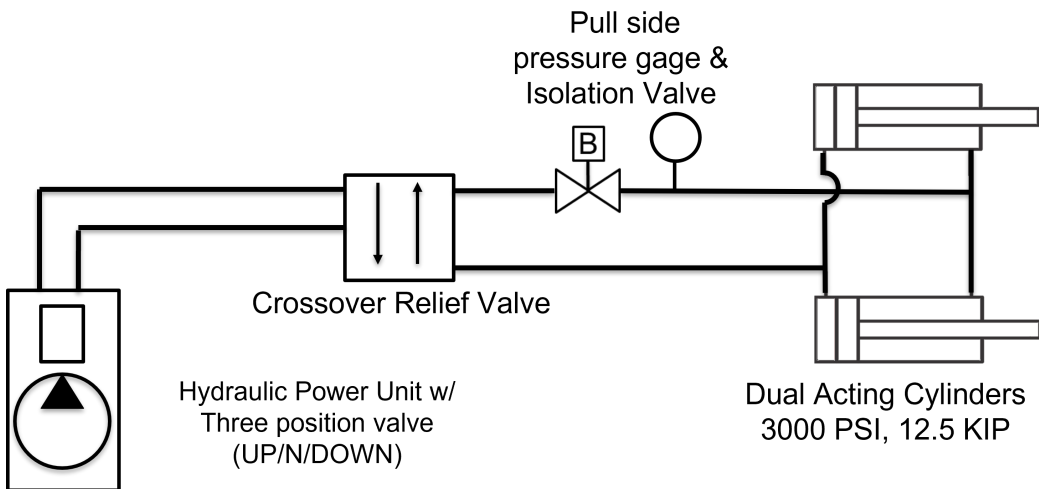 Pull side
pressure gage &
Isolation Valve
B
Crossover Relief Valve
Hydraulic Power Unit w/
Three position valve
(UP/N/DOWN)
Dual Acting Cylinders
3000 PSI, 12.5 KIP